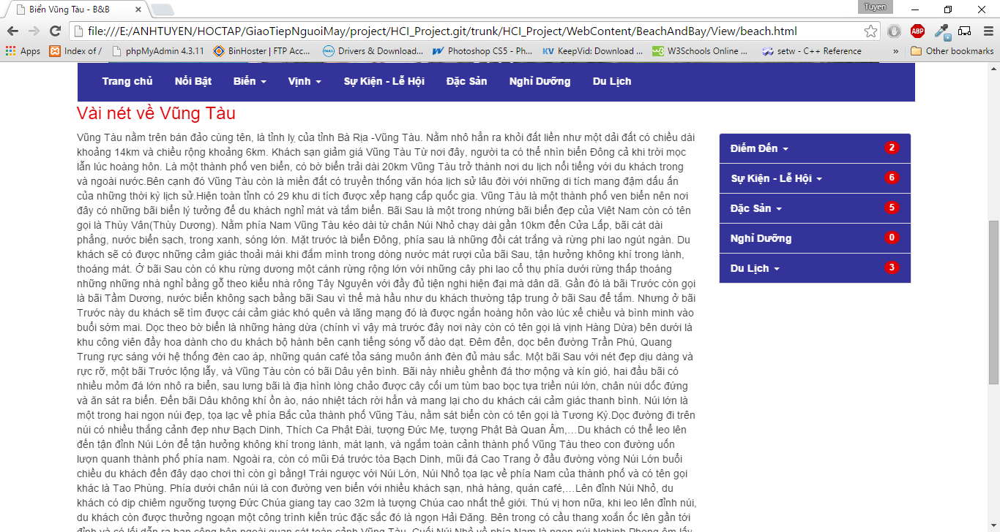 Biển Vũng Tàu - B&B
Tuyen
file:///E:/ANHTUYEN/HOCTAP/GiaoTiepNguoiMay/project/HCI_Project.git/trunk/HCI_Project/WebContent/BeachAndBay/View/beach.html
ABP
Apps Index of / phpMyAdmin 4.3.11 BinHoster | FTP Acc... Drivers & Download... Photoshop CS5 - Ph... KV KeepVid: Download ... W3Schools Online ... setw - C++ Reference » Other bookmarks
Trang chủ Nổi Bật Biển Vịnh Sự Kiện - Lễ Hội Đặc Sản Nghỉ Dưỡng Du Lịch
Vài nét về Vũng Tàu
Vũng Tàu nằm trên bán đảo cùng tên, là tỉnh lỵ của tỉnh Bà Rịa -Vũng Tàu. Nằm nhô hẳn ra khỏi đất liền như một dải đất có chiều dài
khoảng 14km và chiều rộng khoảng 6km. Khách sạn giảm giá Vũng Tàu Từ nơi đây, người ta có thể nhìn biển Đông cả khi trời mọc
lẫn lúc hoàng hôn. Là một thành phố ven biển, có bờ biển trải dài 20km Vũng Tàu trở thành nơi du lịch nổi tiếng với du khách trong
và ngoài nước.Bên cạnh đó Vũng Tàu còn là miền đất có truyền thống văn hóa lịch sử lâu đời với những di tích mang đậm dấu ấn
của những thời kỳ lịch sử.Hiện toàn tỉnh có 29 khu di tích được xếp hạng cấp quốc gia. Vũng Tàu là một thành phố ven biển nên nơi
đây có những bãi biển lý tưởng để du khách nghỉ mát và tắm biển. Bãi Sau là một trong những bãi biển đẹp của Việt Nam còn có tên
gọi là Thùy Vân(Thùy Dương). Nằm phía Nam Vũng Tàu kéo dài từ chân Núi Nhỏ chạy dài gần 10km đến Cửa Lấp, bãi cát dài
phẳng, nước biển sạch, trong xanh, sóng lớn. Mặt trước là biển Đông, phía sau là những đồi cát trắng và rừng phi lao ngút ngàn. Du
khách sẽ có được những cảm giác thoải mái khi đắm mình trong dòng nước mát rượi của bãi Sau, tận hưởng không khí trong lành,
thoáng mát. Ở bãi Sau còn có khu rừng dương một cánh rừng rộng lớn với những cây phi lao cổ thụ phía dưới rừng thấp thoáng
những những nhà nghỉ bằng gỗ theo kiểu nhà rông Tây Nguyên với đầy đủ tiện nghi hiện đại mà dân dã. Gần đó là bãi Trước còn gọi
là bãi Tầm Dương, nước biển không sạch bằng bãi Sau vì thế mà hầu như du khách thường tập trung ở bãi Sau để tắm. Nhưng ở bãi
Trước này du khách sẽ tìm được cái cảm giác khó quên và lãng mạng đó là được ngắn hoàng hôn vào lúc xế chiều và bình minh vào
buổi sớm mai. Dọc theo bờ biển là những hàng dừa (chính vì vậy mà trước đây nơi này còn có tên gọi là vịnh Hàng Dừa) bên dưới là
khu công viên đầy hoa dành cho du khách bộ hành bên cạnh tiếng sóng vỗ dào dạt. Đêm đến, dọc bên đường Trần Phú, Quang
Trung rực sáng với hệ thống đèn cao áp, những quán café tỏa sáng muôn ánh đèn đủ màu sắc. Một bãi Sau với nét đẹp dịu dàng và
rực rỡ, một bãi Trước lộng lẫy, và Vũng Tàu còn có bãi Dâu yên bình. Bãi này nhiều ghềnh đá thơ mộng và kín gió, hai đầu bãi có
nhiều mỏm đá lớn nhô ra biển, sau lưng bãi là địa hình lòng chảo được cây cối um tùm bao bọc tựa triền núi lớn, chân núi dốc đứng
và ăn sát ra biển. Đến bãi Dâu không khí ồn ào, náo nhiệt tách rời hẳn và mang lại cho du khách cái cảm giác thanh bình. Núi lớn là
một trong hai ngọn núi đẹp, tọa lạc về phía Bắc của thành phố Vũng Tàu, nằm sát biển còn có tên gọi là Tương Kỳ.Dọc đường đi trên
núi có nhiều thắng cảnh đẹp như Bạch Dinh, Thích Ca Phật Đài, tượng Đức Mẹ, tượng Phật Bà Quan Âm,…Du khách có thể leo lên
đến tận đỉnh Núi Lớn để tận hưởng không khí trong lành, mát lạnh, và ngắm toàn cảnh thành phố Vũng Tàu theo con đường uốn
lượn quanh thành phố phía nam. Ngoài ra, còn có mũi Đá trước tòa Bạch Dinh, mũi đá Cao Trang ở đầu đường vòng Núi Lớn buổi
chiều du khách đến đây dạo chơi thì còn gì bằng! Trái ngược với Núi Lớn, Núi Nhỏ tọa lạc về phía Nam của thành phố và có tên gọi
khác là Tao Phùng. Phía dưới chân núi là con đường ven biển với nhiều khách sạn, nhà hàng, quán café,…Lên đỉnh Núi Nhỏ, du
khách có dịp chiêm ngưỡng tượng Đức Chúa giang tay cao 32m là tượng Chúa cao nhất thế giới. Thú vị hơn nữa, khi leo lên đỉnh núi,
du khách còn được thưởng ngoạn một công trình kiến trúc đặc sắc đó là ngọn Hải Đăng. Bên trong có cầu thang xoắn ốc lên gần tới
đỉnh và có lối dẫn ra ban công bên ngoài quan sát toàn cảnh Vũng Tàu. Cuối Núi Nhỏ về phía Nam là ngọn núi Nghinh Phong ôm lấy
Điểm Đến 2
Sự Kiện - Lễ Hội 6
Đặc Sản 5
Nghỉ Dưỡng 0
Du Lịch 3